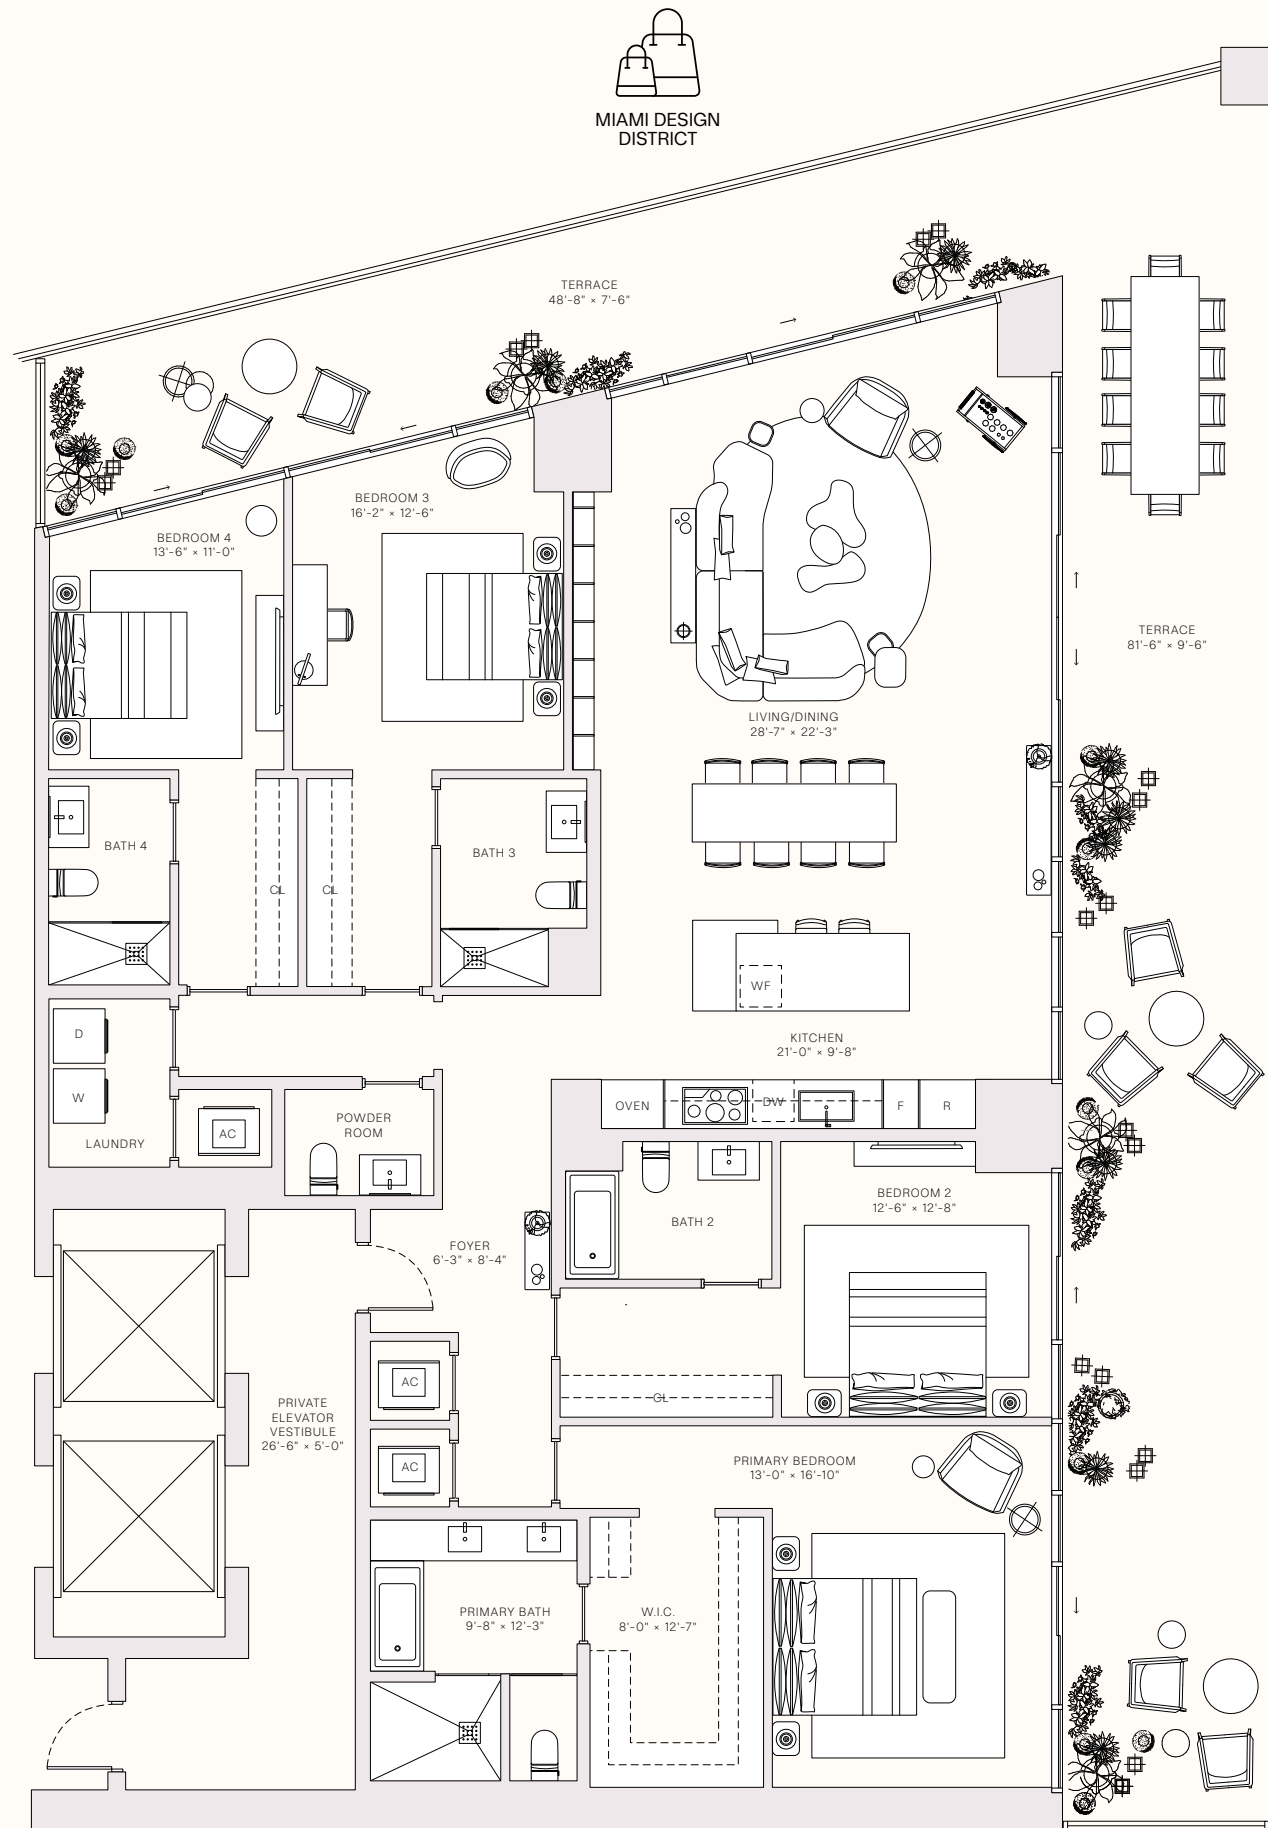 MIAMI DESIGN
DISTRICT
TERRACE
48'-8" × 7'-6"
BEDROOM 3
16'-2" × 12'-6"
BEDROOM 4
13'-6" × 11'-0"
TERRACE
81'-6" × 9'-6"
LIVING/DINING
28'-7" × 22'-3"
BATH 4
BATH 3
CL
CL
WF
D
KITCHEN
21'-0" × 9'-8"
W
OVEN
DW
F
R
LAUNDRY
AC
POWDER
ROOM
BEDROOM 2
12'-6" × 12'-8"
BATH 2
FOYER
6'-3" × 8'-4"
AC
CL
PRIVATE
ELEVATOR
VESTIBULE
26'-6" × 5'-0"
AC
PRIMARY BEDROOM
13'-0" × 16'-10"
PRIMARY BATH
9'-8" × 12'-3"
W.I.C.
8'-0" × 12'-7"